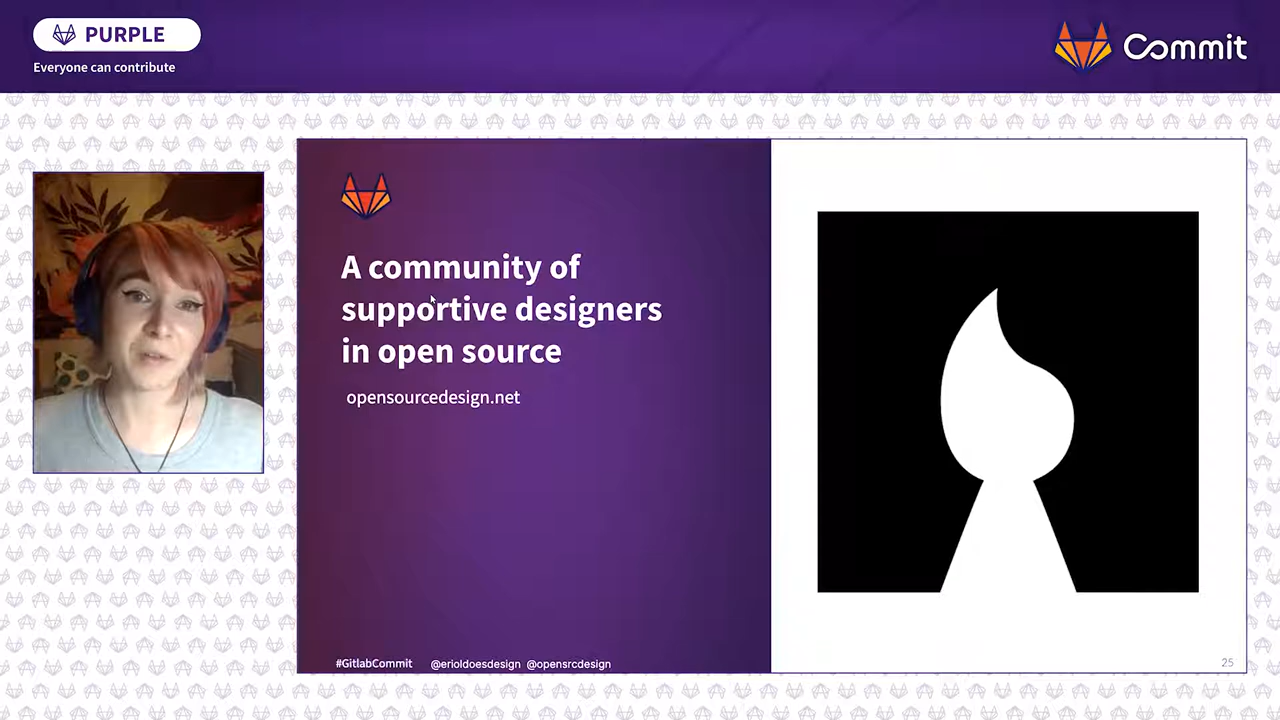 PURPLE
Everyone can contribute
Commit
A community of
supportive designers
in open source
opensourcedesign.net
#GitlabCommit @erioldoesdesign @opensrcdesign
25